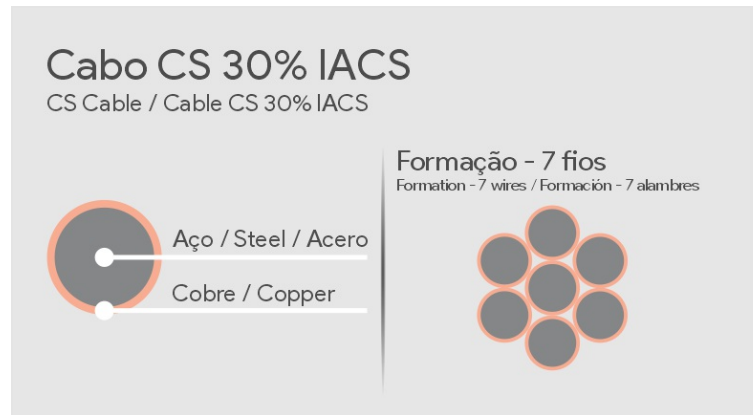 Cabo CS 30% IACS
CS Cable / Cable CS 30% IACS
Aço / Steel / Acero
Cobre / Copper
Formação - 7 fios
Formation - 7 wires / Formación - 7 alambres